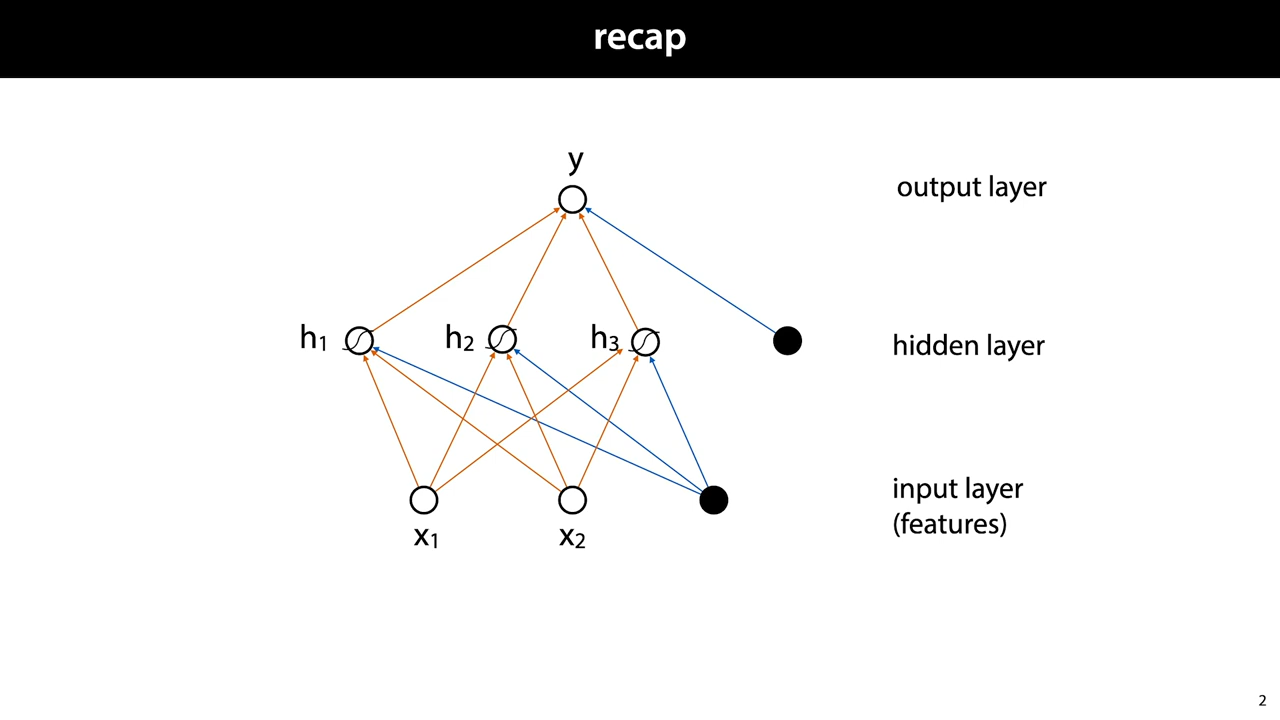 recap
y
output layer
h₁
h₂
h₃
hidden layer
input layer
(features)
x₁
x₂
2